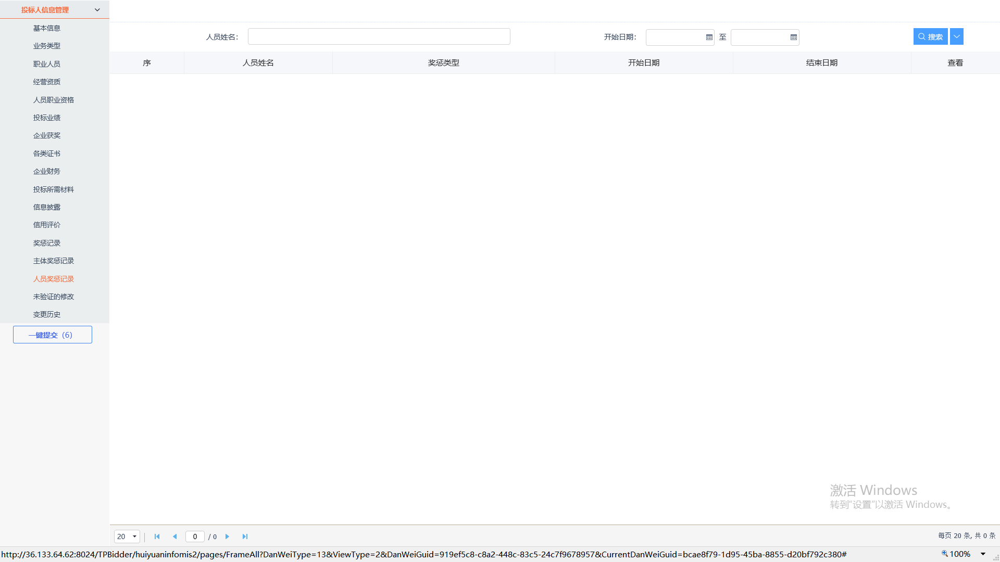 投标人信息管理
基本信息
业务类型
职业人员
经营资质
人员职业资格
投标业绩
企业获奖
各类证书
企业财务
投标所需材料
信息披露
信用评价
奖惩记录
主体奖惩记录
人员奖惩记录
未验证的修改
变更历史
一键提交（6）
人员姓名： 开始日期： 至 搜索
序 人员姓名 奖惩类型 开始日期 结束日期 查看
激活 Windows
转到“设置”以激活 Windows。
20 0 / 0 每页 20 条, 共 0 条
http://36.133.64.62:8024/TPBidder/huiyuaninfomis2/pages/FrameAll?DanWeiType=13&ViewType=2&DanWeiGuid=919ef5c8-c8a2-448c-83c5-24c7f9678957&CurrentDanWeiGuid=bcae8f79-1d95-45ba-8855-d20bf792c380# 100%